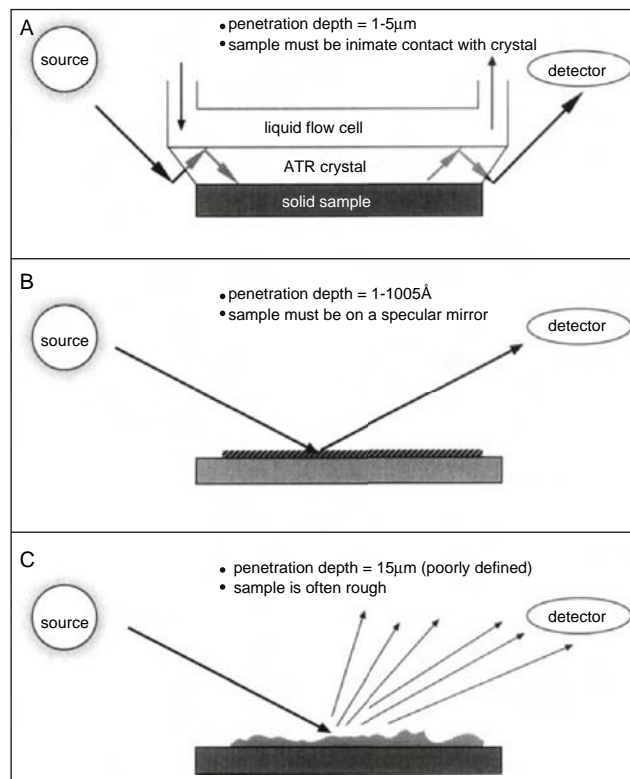 A
• penetration depth = 1-5μm
• sample must be inimate contact with crystal
source
detector
liquid flow cell
ATR crystal
solid sample
B
• penetration depth = 1-1005Å
• sample must be on a specular mirror
source
detector
C
• penetration depth = 15μm (poorly defined)
• sample is often rough
source
detector